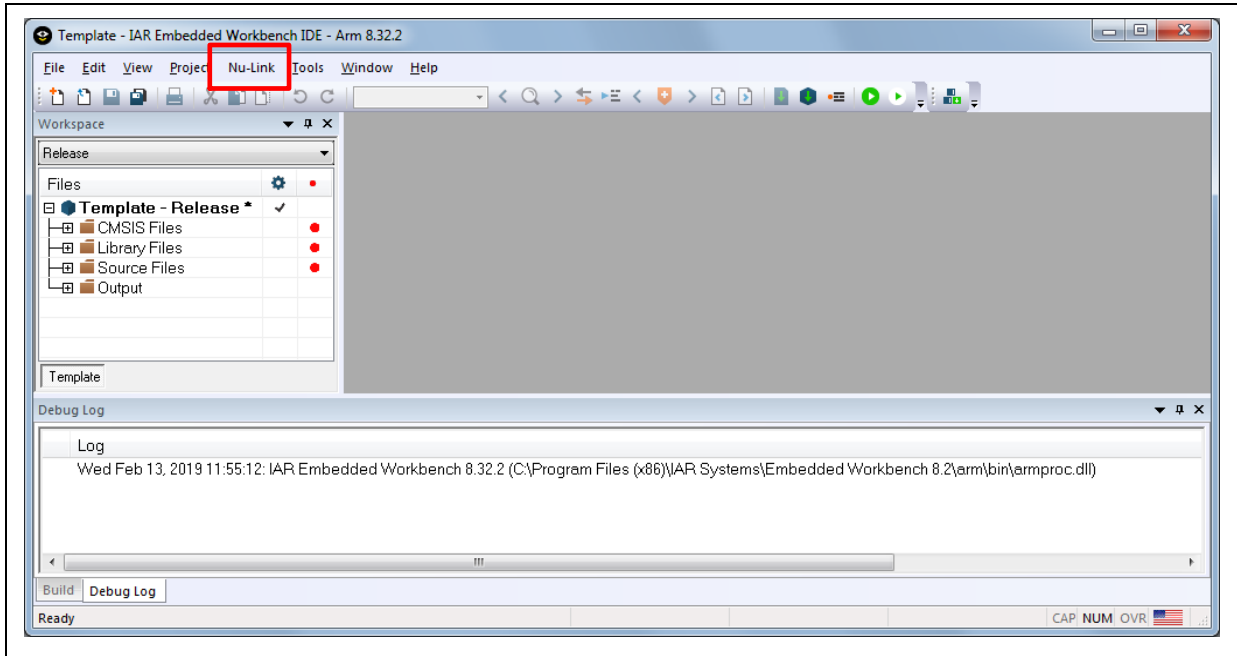 Template - IAR Embedded Workbench IDE - Arm 8.32.2
File Edit View Project Nu-Link Tools Window Help
Workspace
Release
Files
Template - Release *
CMSIS Files
Library Files
Source Files
Output
Template
Debug Log
Log
Wed Feb 13, 2019 11:55:12: IAR Embedded Workbench 8.32.2 (C:\Program Files (x86)\IAR Systems\Embedded Workbench 8.2\arm\bin\armproc.dll)
Build Debug Log
Ready CAP NUM OVR